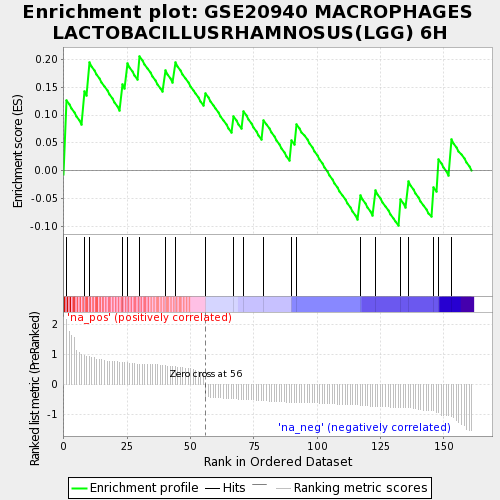 Enrichment plot: GSE20940 MACROPHAGES
LACTOBACILLUSRHAMNOSUS(LGG) 6H
Enrichment score (ES)
0.20
0.15
0.10
0.05
0.00
-0.05
-0.10
'na_pos' (positively correlated)
Ranked list metric (PreRanked)
2
1
0
-1
Zero cross at 56
'na_neg' (negatively correlated)
0
25
50
75
100
125
150
Rank in Ordered Dataset
Enrichment profile
Hits
Ranking metric scores